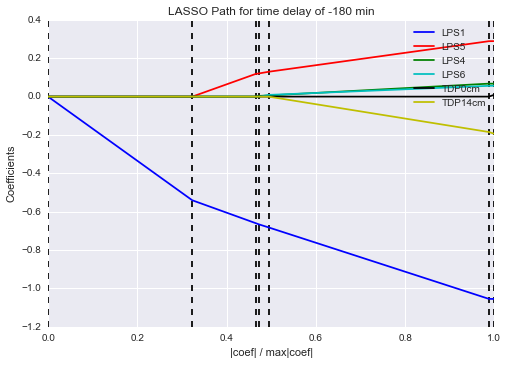 LASSO Path for time delay of -180 min
0.4
0.2
0.0
−0.2
−0.4
−0.6
−0.8
−1.0
−1.2
Coefficients
LPS1
LPS5
LPS4
LPS6
TDP0cm
TDP14cm
0.0 0.2 0.4 0.6 0.8 1.0
|coef| / max|coef|